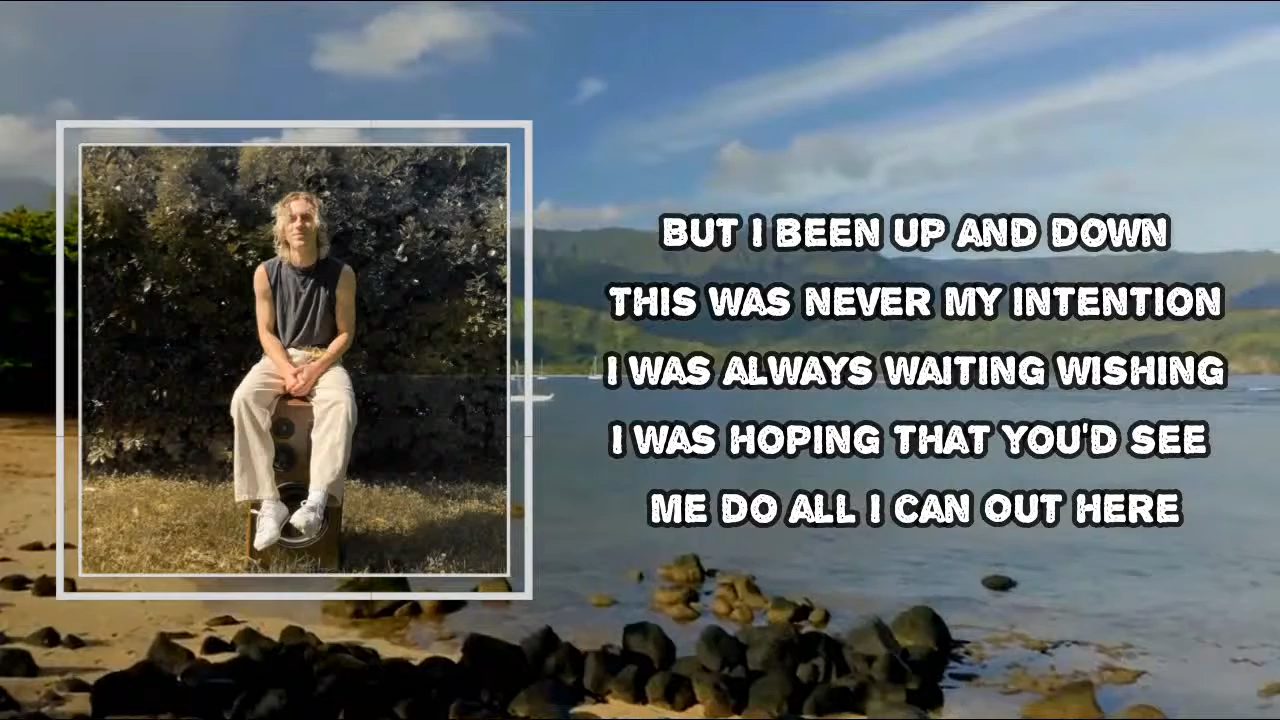 BUT I BEEN UP AND DOWN
THIS WAS NEVER MY INTENTION
I WAS ALWAYS WAITING WISHING
I WAS HOPING THAT YOU'D SEE
ME DO ALL I CAN OUT HERE